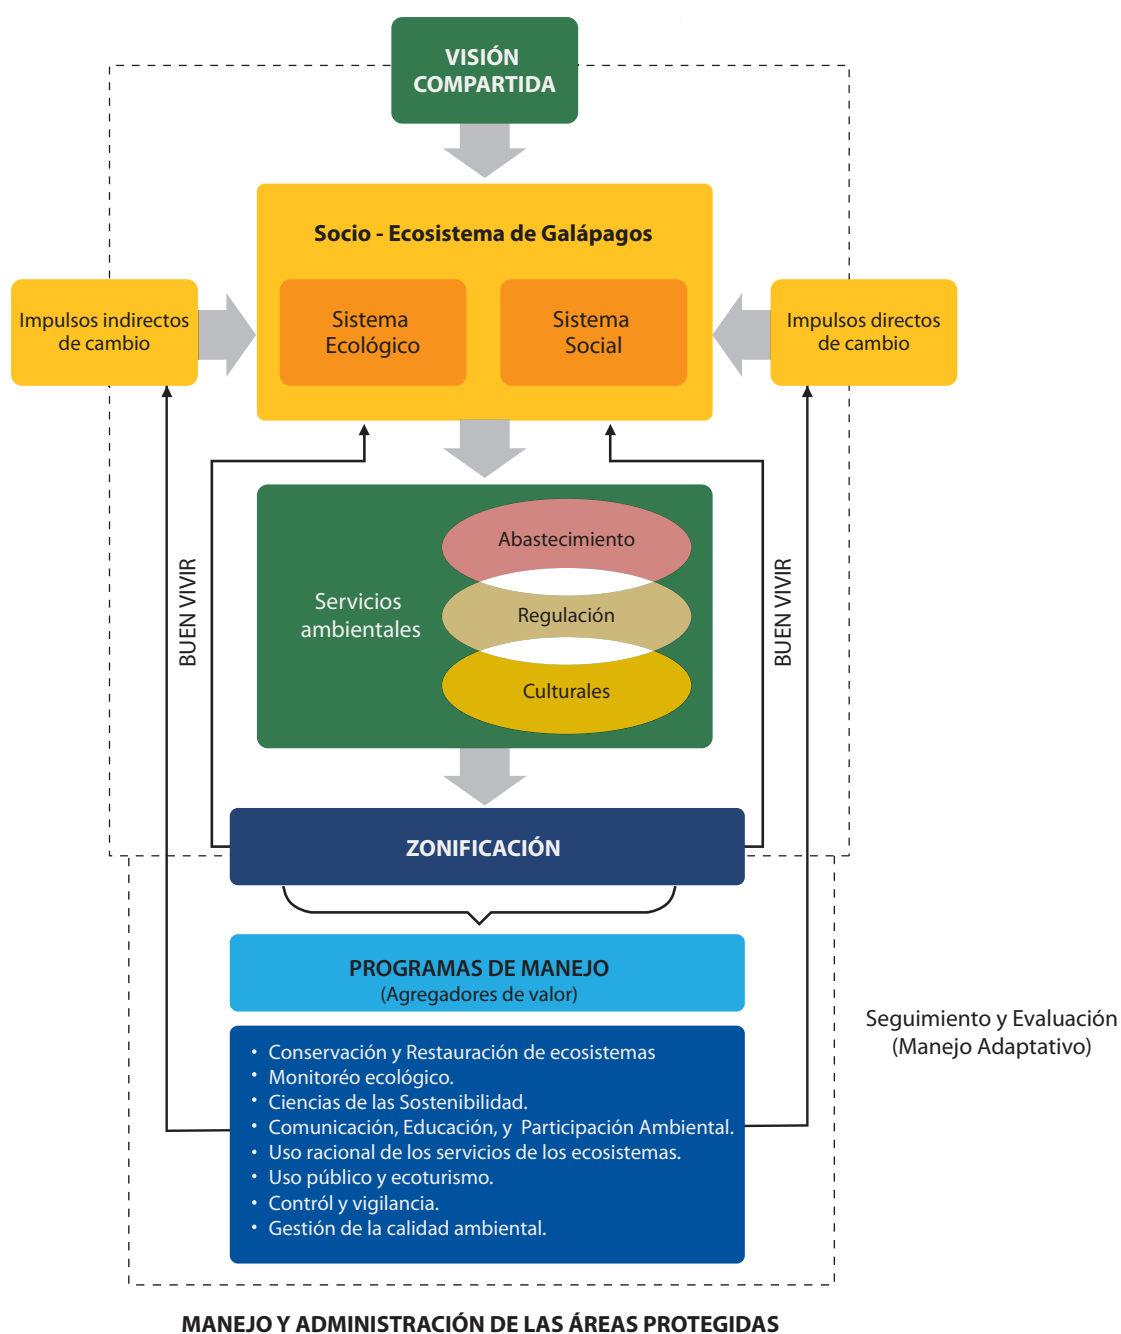 VISIÓN
COMPARTIDA
Socio - Ecosistema de Galápagos
Impulsos indirectos
de cambio
Sistema
Ecológico
Sistema
Social
Impulsos directos
de cambio
BUEN VIVIR
Servicios
ambientales
Abastecimiento
Regulación
Culturales
BUEN VIVIR
ZONIFICACIÓN
PROGRAMAS DE MANEJO
(Agregadores de valor)
Seguimiento y Evaluación
(Manejo Adaptativo)
• Conservación y Restauración de ecosistemas
• Monitoréo ecológico.
• Ciencias de las Sostenibilidad.
• Comunicación, Educación, y Participación Ambiental.
• Uso racional de los servicios de los ecosistemas.
• Uso público y ecoturismo.
• Contról y vigilancia.
• Gestión de la calidad ambiental.
MANEJO Y ADMINISTRACIÓN DE LAS ÁREAS PROTEGIDAS